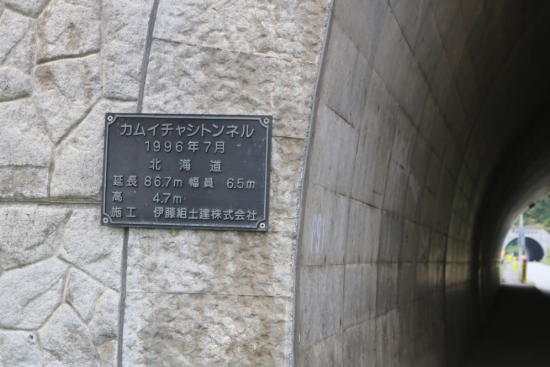 カムイチャシトンネル
1996年7月
北海道
延長 86.7m 幅員 6.5m
高 4.7m
施工 伊藤組土建株式会社